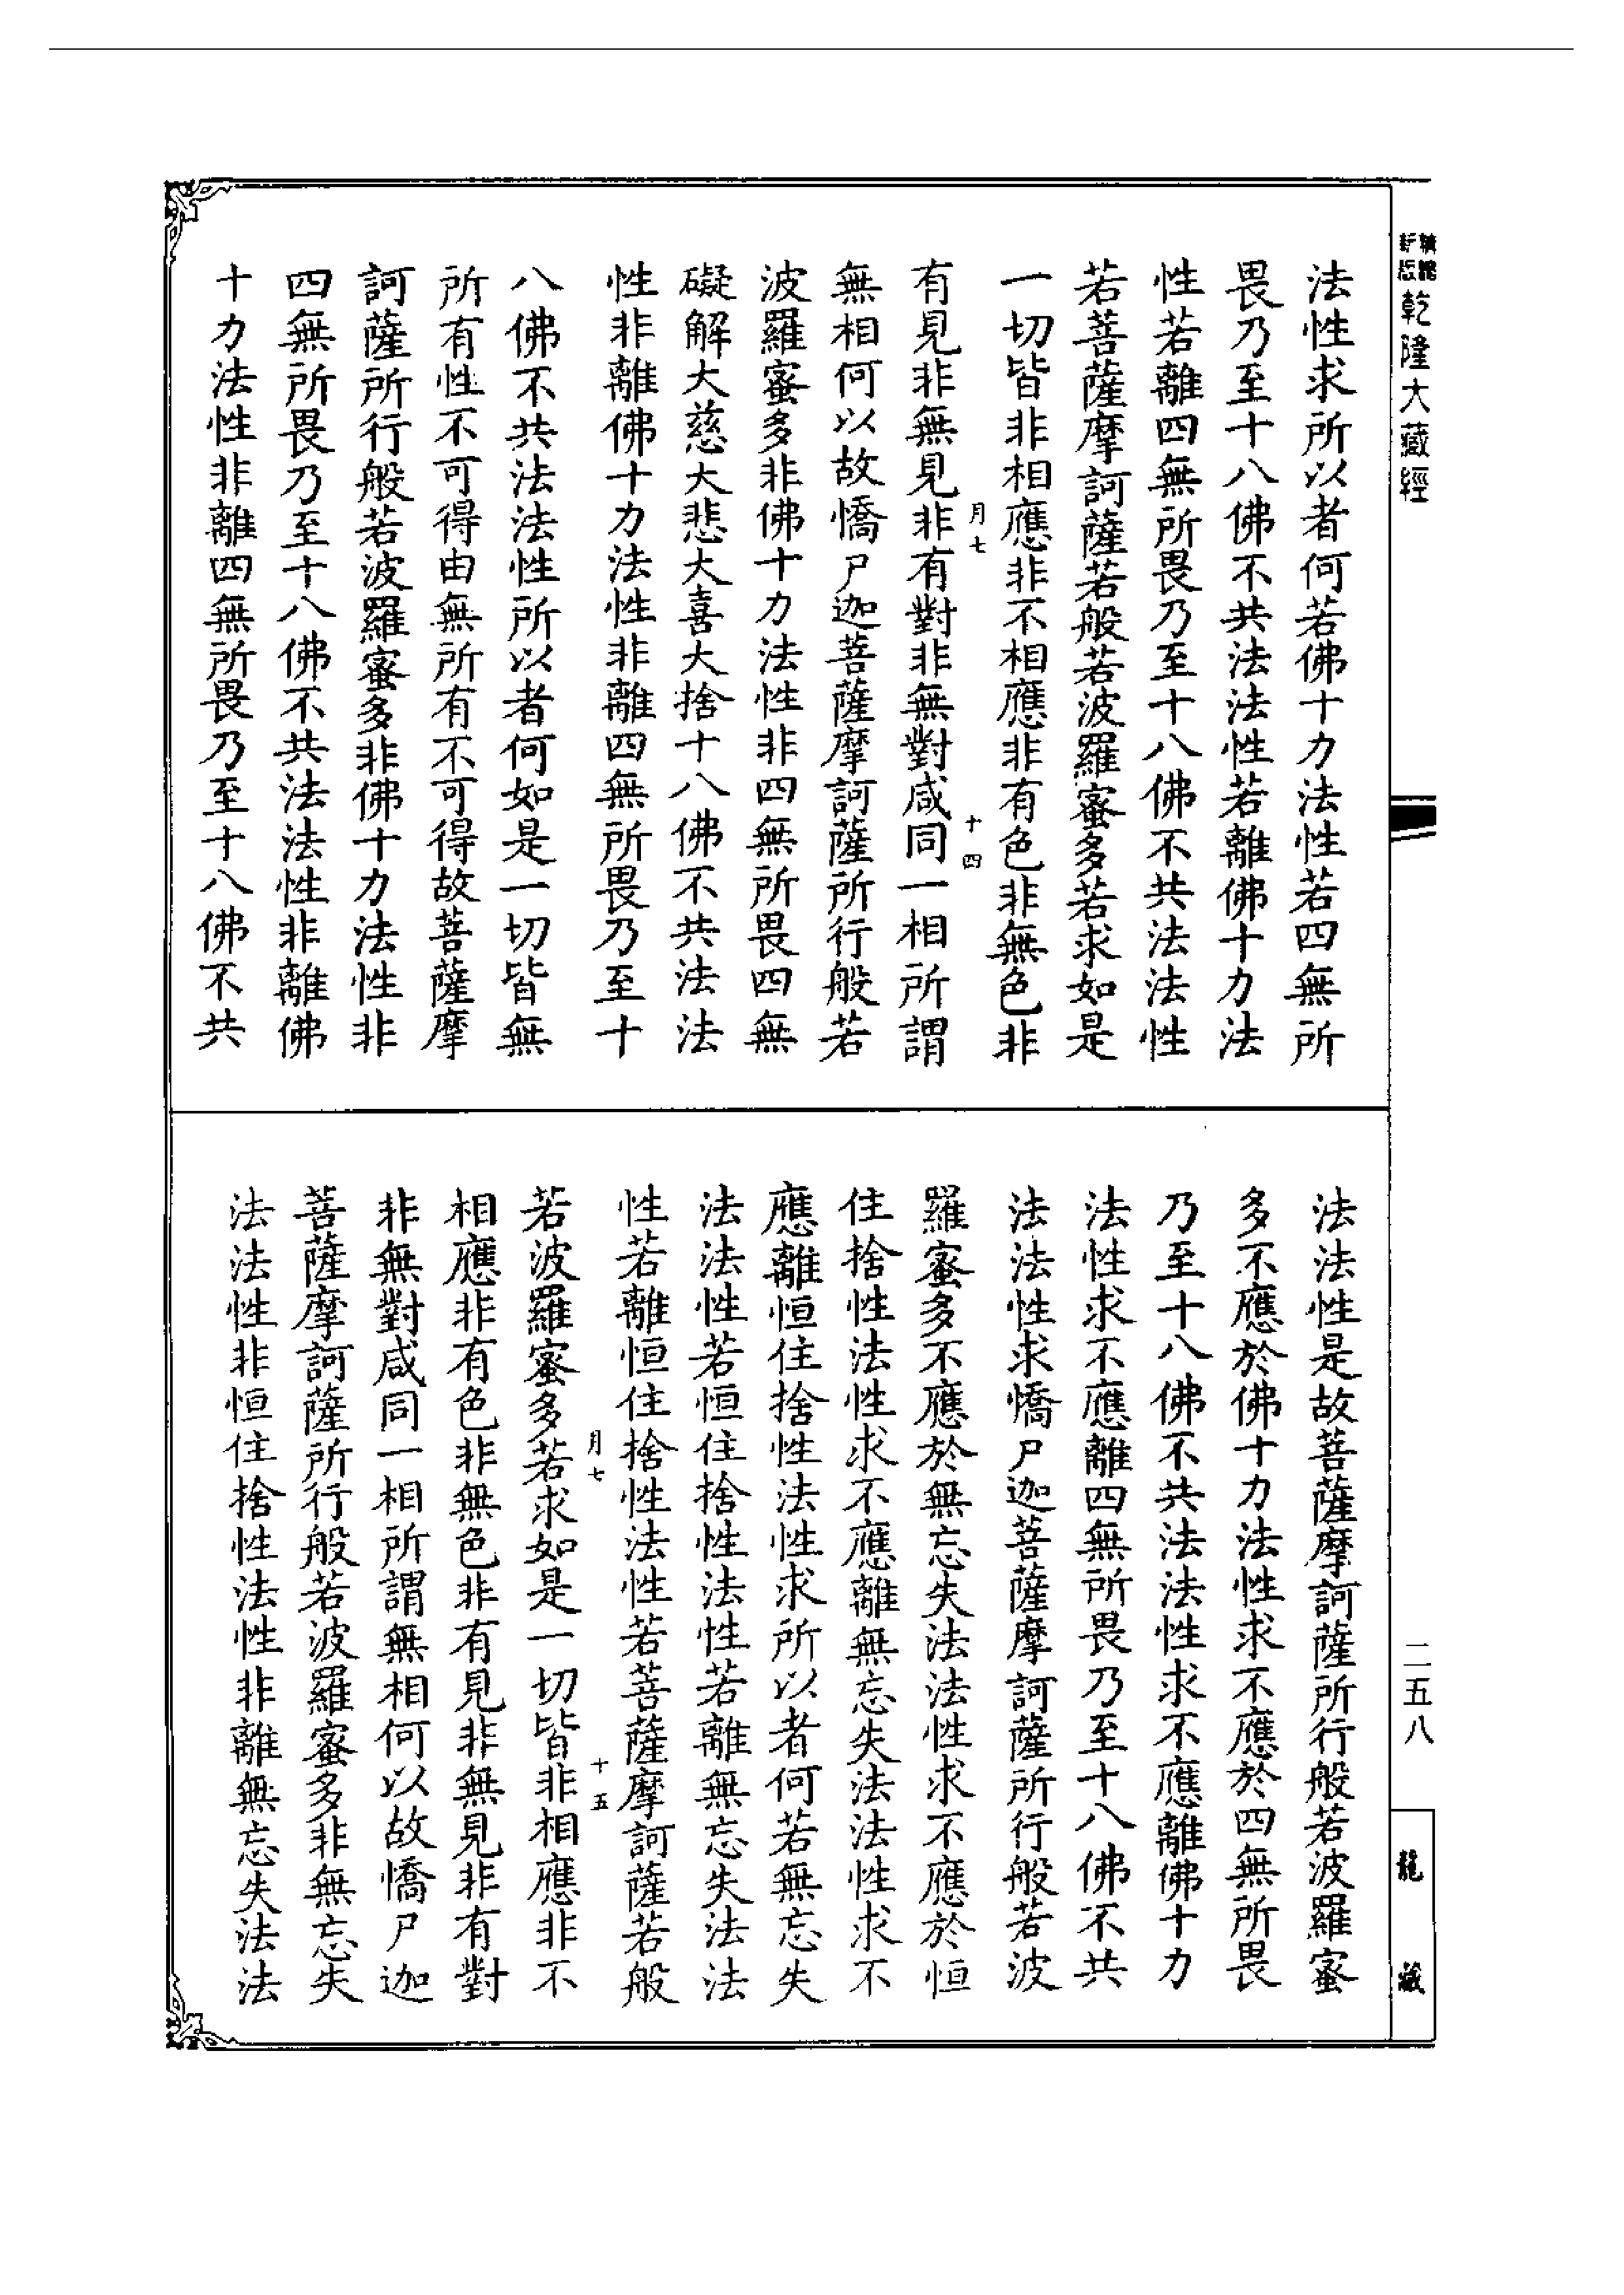 乾隆大藏經
法性求所以者何若佛十力法性若四無所
畏乃至十八佛不共法法性若離佛十力法
性若離四無所畏乃至十八佛不共法法性
若菩薩摩訶薩若般若波羅蜜多若求如是
一切皆非相應非不相應非有色非無色非
月七
十四
有見非無見非有對非無對咸同一相所謂
無相何以故憍尸迦菩薩摩訶薩所行般若
波羅蜜多非佛十力法性非四無所畏四無
礙解大慈大悲大喜大捨十八佛不共法法
性非離佛十力法性非離四無所畏乃至十
八佛不共法法性所以者何如是一切皆無
所有性不可得由無所有不可得故菩薩摩
訶薩所行般若波羅蜜多非佛十力法性非
四無所畏乃至十八佛不共法法性非離佛
十力法性非離四無所畏乃至十八佛不共
二五八
龍藏
法法性是故菩薩摩訶薩所行般若波羅蜜
多不應於佛十力法性求不應於四無所畏
乃至十八佛不共法法性求不應離佛十力
法性求不應離四無所畏乃至十八佛不共
法法性求憍尸迦菩薩摩訶薩所行般若波
羅蜜多不應於無忘失法法性求不應於恒
住捨性法性求不應離無忘失法法性求不
應離恒住捨性法性求所以者何若無忘失
法法性若恒住捨性法性若離無忘失法法
性若離恒住捨性法性若菩薩摩訶薩若般
月七
十五
若波羅蜜多若求如是一切皆非相應非不
相應非有色非無色非有見非無見非有對
非無對咸同一相所謂無相何以故憍尸迦
菩薩摩訶薩所行般若波羅蜜多非無忘失
法法性非恒住捨性法性非離無忘失法法